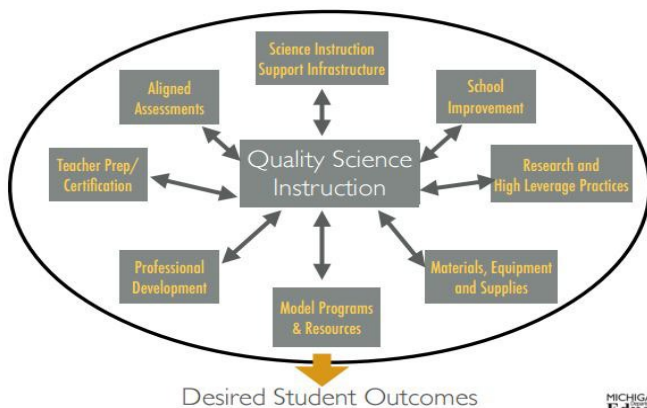 Science Instruction
Support Infrastructure
Aligned
Assessments
School
Improvement
Teacher Prep/
Certification
Quality Science
Instruction
Research and
High Leverage Practices
Professional
Development
Model Programs
& Resources
Materials, Equipment
and Supplies
Desired Student Outcomes